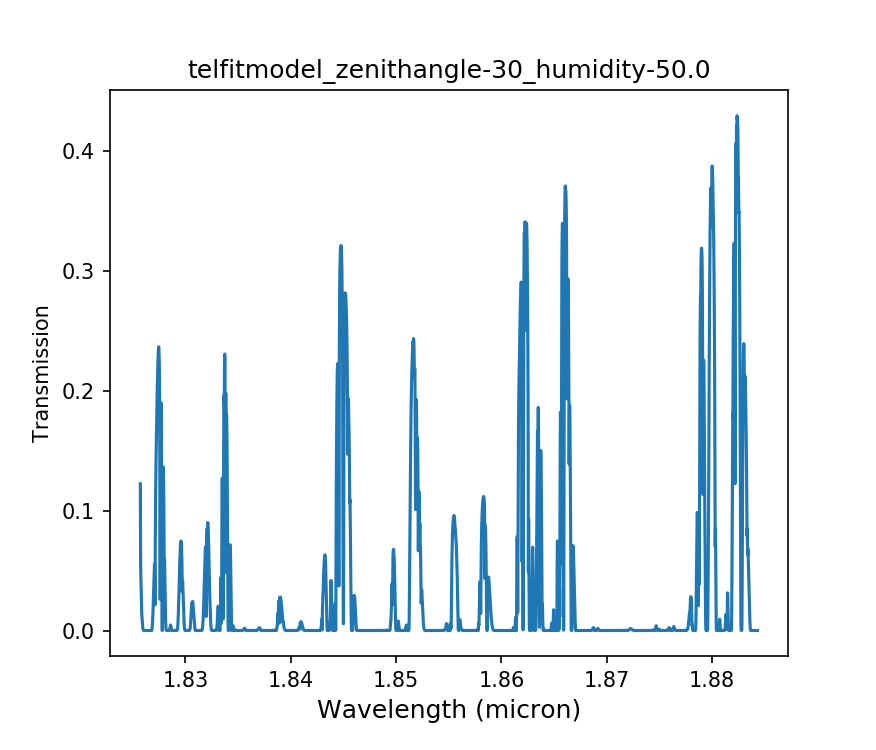 telfitmodel_zenithangle-30_humidity-50.0
0.4
0.3
0.2
0.1
0.0
Transmission
1.83 1.84 1.85 1.86 1.87 1.88
Wavelength (micron)